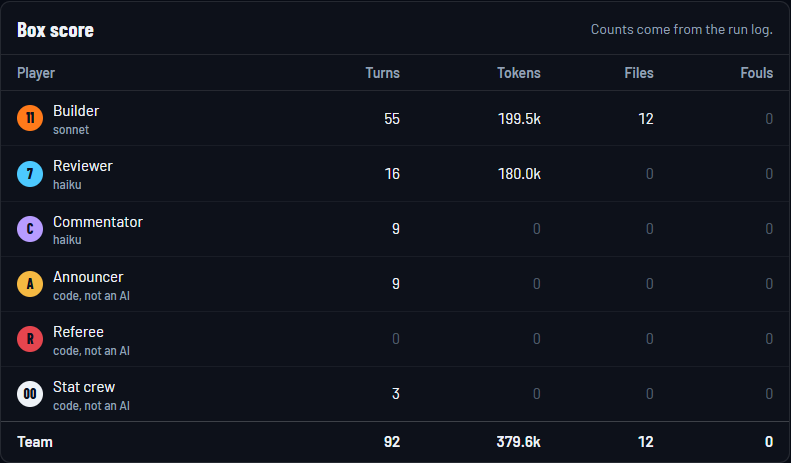 Box score
Counts come from the run log.
Player Turns Tokens Files Fouls
11 Builder 55 199.5k 12 0
sonnet
7 Reviewer 16 180.0k 0 0
haiku
C Commentator 9 0 0 0
haiku
A Announcer 9 0 0 0
code, not an AI
R Referee 0 0 0 0
code, not an AI
00 Stat crew 3 0 0 0
code, not an AI
Team 92 379.6k 12 0